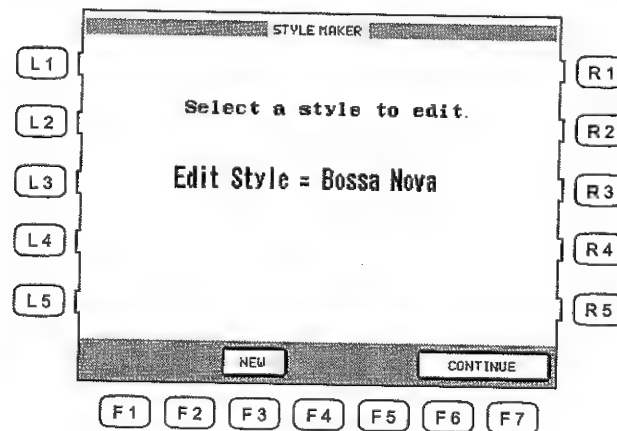 STYLE MAKER
L1 R1
Select a style to edit.
L2 R2
L3 Edit Style = Bossa Nova R3
L4 R4
L5 R5
NEW CONTINUE
F1 F2 F3 F4 F5 F6 F7